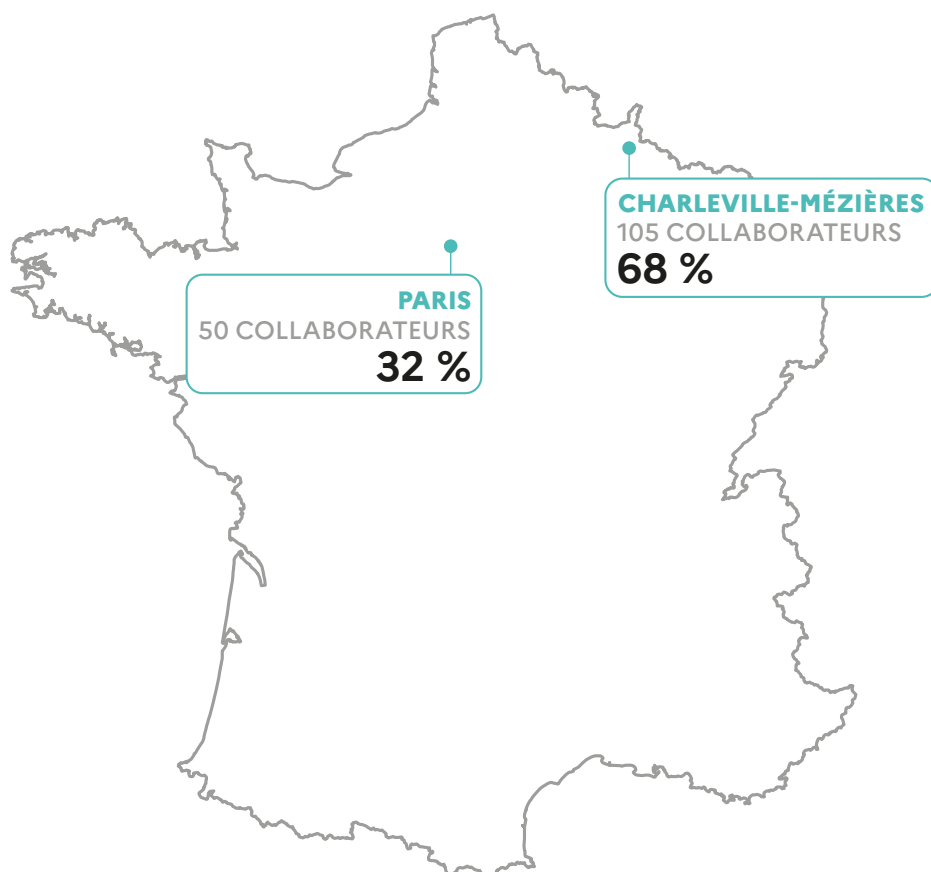 CHARLEVILLE-MÉZIÈRES
105 COLLABORATEURS
68 %
PARIS
50 COLLABORATEURS
32 %